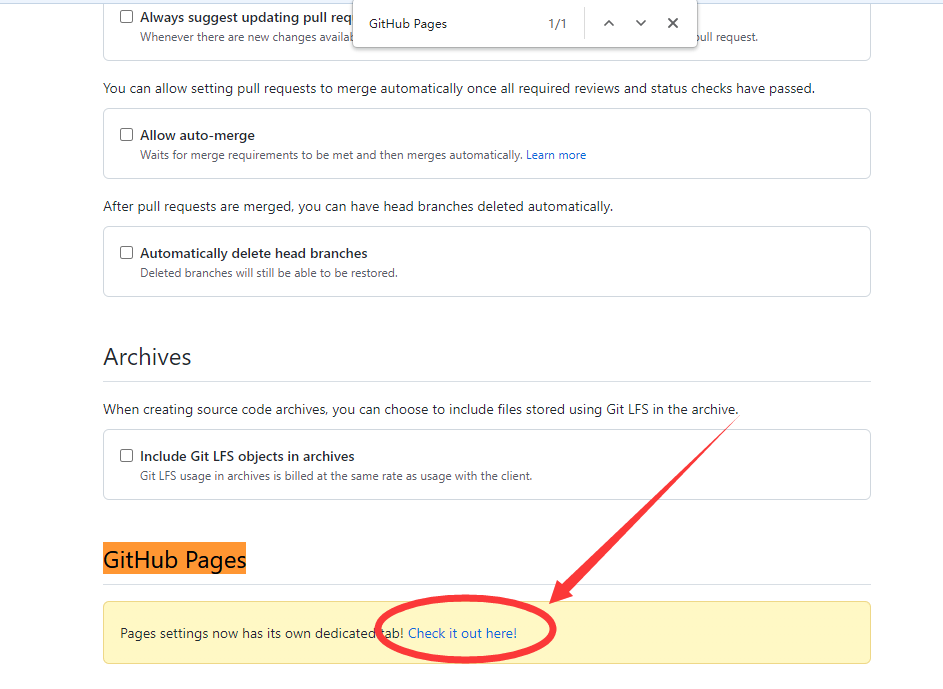 Always suggest updating pull req
GitHub Pages
1/1
Whenever there are new changes availab
pull request.
You can allow setting pull requests to merge automatically once all required reviews and status checks have passed.
Allow auto-merge
Waits for merge requirements to be met and then merges automatically. Learn more
After pull requests are merged, you can have head branches deleted automatically.
Automatically delete head branches
Deleted branches will still be able to be restored.
Archives
When creating source code archives, you can choose to include files stored using Git LFS in the archive.
Include Git LFS objects in archives
Git LFS usage in archives is billed at the same rate as usage with the client.
GitHub Pages
Pages settings now has its own dedicated tab! Check it out here!